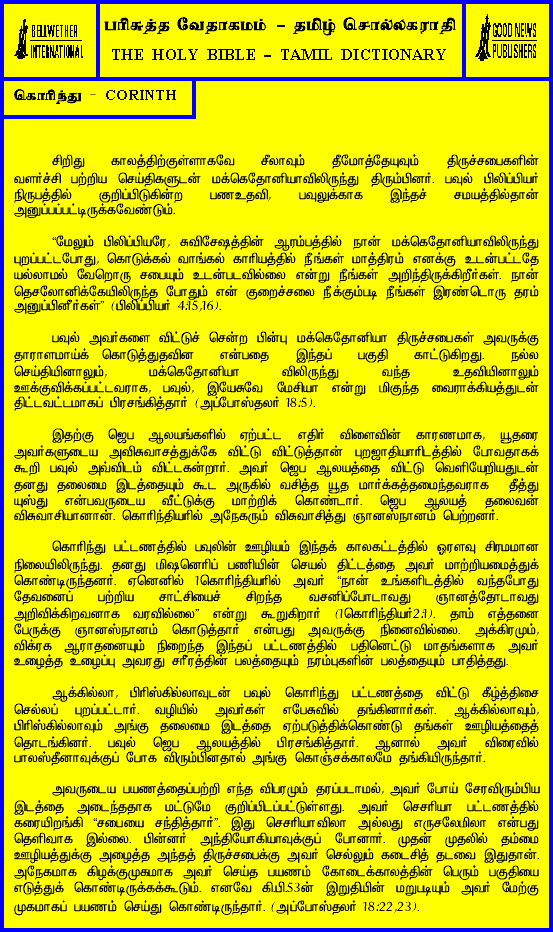 BELLWETHER
INTERNATIONAL
பரிசுத்த வேதாகமம் – தமிழ் சொல்லகராதி
THE HOLY BIBLE – TAMIL DICTIONARY
GOOD NEWS
PUBLISHERS
கொரிந்து - CORINTH
சிறிது காலத்திற்குள்ளாகவே சீலாவும் தீமோத்தேயுவும் திருச்சபைகளின்
வளர்ச்சி பற்றிய செய்திகளுடன் மக்கெதோனியாவிலிருந்து திரும்பினர். பவுல் பிலிப்பியர்
நிருபத்தில் குறிப்பிடுகின்ற பணஉதவி, பவுலுக்காக இந்தச் சமயத்தில்தான்
அனுப்பப்பட்டிருக்கவேண்டும்.
“மேலும் பிலிப்பியரே, சுவிசேஷத்தின் ஆரம்பத்தில் நான் மக்கெதோனியாவிலிருந்து
புறப்பட்டபோது, கொடுக்கல் வாங்கல் காரியத்தில் நீங்கள் மாத்திரம் எனக்கு உடன்பட்டதே
யல்லாமல் வேறொரு சபையும் உடன்படவில்லை என்று நீங்கள் அறிந்திருக்கிறீர்கள். நான்
தெசலோனிக்கேயிலிருந்த போதும் என் குறைச்சலை நீக்கும்படி நீங்கள் இரண்டொரு தரம்
அனுப்பினீர்கள்” (பிலிப்பியர் 4:15,16).
பவுல் அவர்களை விட்டுச் சென்ற பின்பு மக்கெதோனியா திருச்சபைகள் அவருக்கு
தாராளமாய்க் கொடுத்துதவின என்பதை இந்தப் பகுதி காட்டுகிறது. நல்ல
செய்தியினாலும், மக்கெதோனியா விலிருந்து வந்த உதவியினாலும்
ஊக்குவிக்கப்பட்டவராக, பவுல், இயேசுவே மேசியா என்று மிகுந்த வைராக்கியத்துடன்
திட்டவட்டமாகப் பிரசங்கித்தார் (அப்போஸ்தலர் 18:5).
இதற்கு ஜெப ஆலயங்களில் ஏற்பட்ட எதிர் விளைவின் காரணமாக, யூதரை
அவர்களுடைய அவிசுவாசத்துக்கே விட்டு விட்டுத்தான் புறஜாதியாரிடத்தில் போவதாகக்
கூறி பவுல் அவ்விடம் விட்டகன்றார். அவர் ஜெப ஆலயத்தை விட்டு வெளியேறியதுடன்
தனது தலைமை இடத்தையும் கூட அருகில் வசித்த யூத மார்க்கத்தமைந்தவராக தீத்து
யுஸ்து என்பவருடைய வீட்டுக்கு மாற்றிக் கொண்டார். ஜெப ஆலயத் தலைவன்
விசுவாசியானான். கொரிந்தியரில் அநேகரும் விசுவாசித்து ஞானஸ்நானம் பெற்றனர்.
கொரிந்து பட்டணத்தில் பவுலின் ஊழியம் இந்தக் காலகட்டத்தில் ஓரளவு சிரமமான
நிலையிலிருந்து. தனது மிஷனெரிப் பணியின் செயல் திட்டத்தை அவர் மாற்றியமைத்துக்
கொண்டிருந்தனர். ஏனெனில் 1கொரிந்தியரில் அவர் “நான் உங்களிடத்தில் வந்தபோது
தேவனைப் பற்றிய சாட்சியைச் சிறந்த வசனிப்போடாவது ஞானத்தோடாவது
அறிவிக்கிறவனாக வரவில்லை” என்று கூறுகிறார் (1கொரிந்தியர்2:1). தாம் எத்தனை
பேருக்கு ஞானஸ்நானம் கொடுத்தார் என்பது அவருக்கு நினைவில்லை. அக்கிரமமும்,
விக்ரக ஆராதனையும் நிறைந்த இந்தப் பட்டணத்தில் பதினெட்டு மாதங்களாக அவர்
உழைத்த உழைப்பு அவரது சரீரத்தின் பலத்தையும் நரம்புகளின் பலத்தையும் பாதித்தது.
ஆக்கில்லா, பிரிஸ்கில்லாவுடன் பவுல் கொரிந்து பட்டணத்தை விட்டு கீழ்த்திசை
செல்லப் புறப்பட்டார். வழியில் அவர்கள் எபேசுவில் தங்கினார்கள். ஆக்கில்லாவும்,
பிரிஸ்கில்லாவும் அங்கு தலைமை இடத்தை ஏற்படுத்திக்கொண்டு தங்கள் ஊழியத்தைத்
தொடங்கினர். பவுல் ஜெப ஆலயத்தில் பிரசங்கித்தார். ஆனால் அவர் விரைவில்
பாலஸ்தீனாவுக்குப் போக விரும்பினதால் அங்கு கொஞ்சக்காலமே தங்கியிருந்தார்.
அவருடைய பயணத்தைப்பற்றி எந்த விபரமும் தரப்படாமல், அவர் போய் சேரவிரும்பிய
இடத்தை அடைந்ததாக மட்டுமே குறிப்பிடப்பட்டுள்ளது. அவர் செசரியா பட்டணத்தில்
கரையிறங்கி “சபையை சந்தித்தார்”. இது செசரியாவிலா அல்லது எருசலேமிலா என்பது
தெளிவாக இல்லை. பின்னர் அந்தியோகியாவுக்குப் போனார். முதன் முதலில் தம்மை
ஊழியத்துக்கு அழைத்த அந்தத் திருச்சபைக்கு அவர் செல்லும் கடைசித் தடவை இதுதான்.
அநேகமாக கிழக்குமுகமாக அவர் செய்த பயணம் கோடைக்காலத்தின் பெரும் பகுதியை
எடுத்துக் கொண்டிருக்கக்கூடும். எனவே கி.பி.53ன் இறுதியின் மறுபடியும் அவர் மேற்கு
முகமாகப் பயணம் செய்து கொண்டிருந்தார். (அப்போஸ்தலர் 18:22,23).